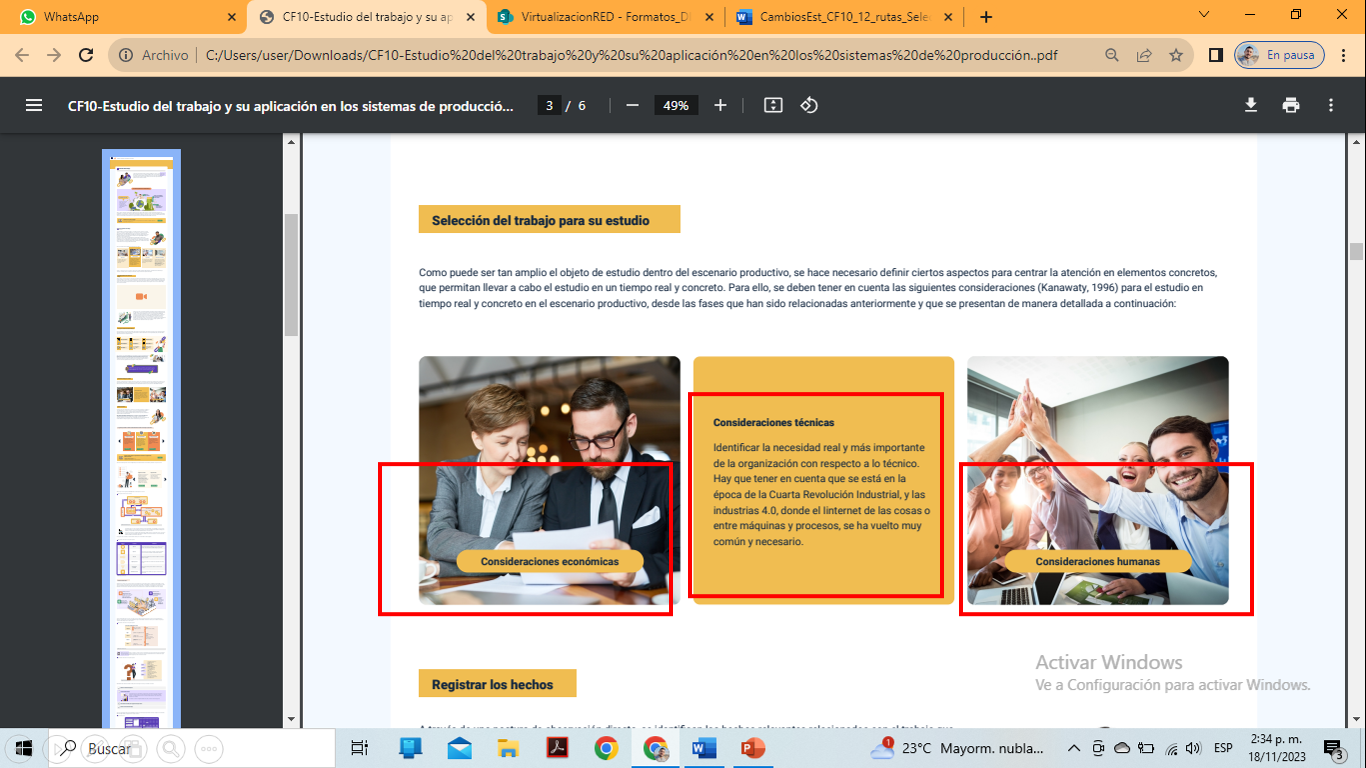 WhatsApp
CF10-Estudio del trabajo y su ap
VirtualizacionRED - Formatos_DI
CambiosEst_CF10_12_rutas_Sele
Archivo
C:/Users/user/Downloads/CF10-Estudio%20del%20trabajo%20y%20su%20aplicación%20en%20los%20sistemas%20de%20producción..pdf
En pausa
CF10-Estudio del trabajo y su aplicación en los sistemas de producció...
3 / 6
49%
Selección del trabajo para su estudio
Como puede ser tan amplio el objeto de estudio dentro del escenario productivo, se hace necesario definir ciertos aspectos para centrar la atención en elementos concretos,
que permitan llevar a cabo el estudio en un tiempo real y concreto. Para ello, se deben tener en cuenta las siguientes consideraciones (Kanawaty, 1996) para el estudio en
tiempo real y concreto en el escenario productivo, desde las fases que han sido relacionadas anteriormente y que se presentan de manera detallada a continuación:
Consideraciones económicas
Consideraciones técnicas
Identificar la necesidad real y más importante
de la organización con respecto a lo técnico.
Hay que tener en cuenta que se está en la
época de la Cuarta Revolución Industrial, y las
industrias 4.0, donde el Iinternet de las cosas o
entre máquinas y procesos, se ha vuelto muy
común y necesario.
Consideraciones humanas
Registrar los hechos
Activar Windows
Ve a Configuración para activar Windows.
Buscar
1
23°C Mayorm. nubla...
ESP
2:34 p. m.
18/11/2023
3